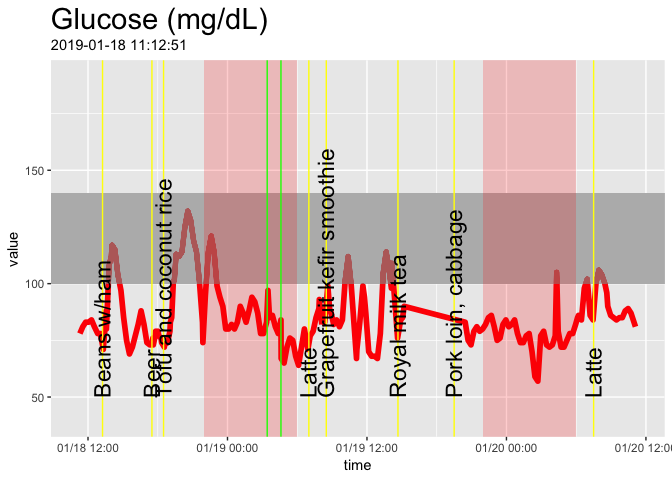 Glucose (mg/dL)
2019-01-18 11:12:51
value
150
100
50
Beans w/ham
Beer
Tofu and coconut rice
Latte
Grapefruit kefir smoothie
Royal milk tea
Pork loin, cabbage
Latte
01/18 12:00
01/19 00:00
01/19 12:00
01/20 00:00
01/20 12:00
time